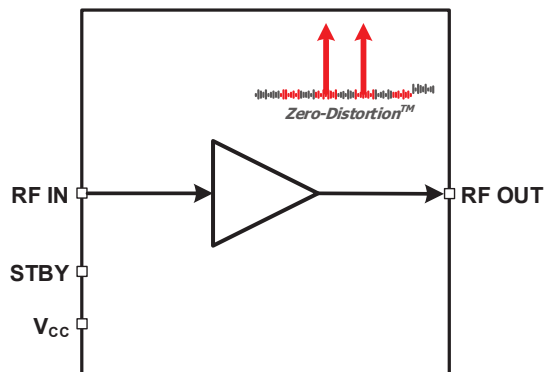 Zero-Distortion™
RF IN
RF OUT
STBY
VCC